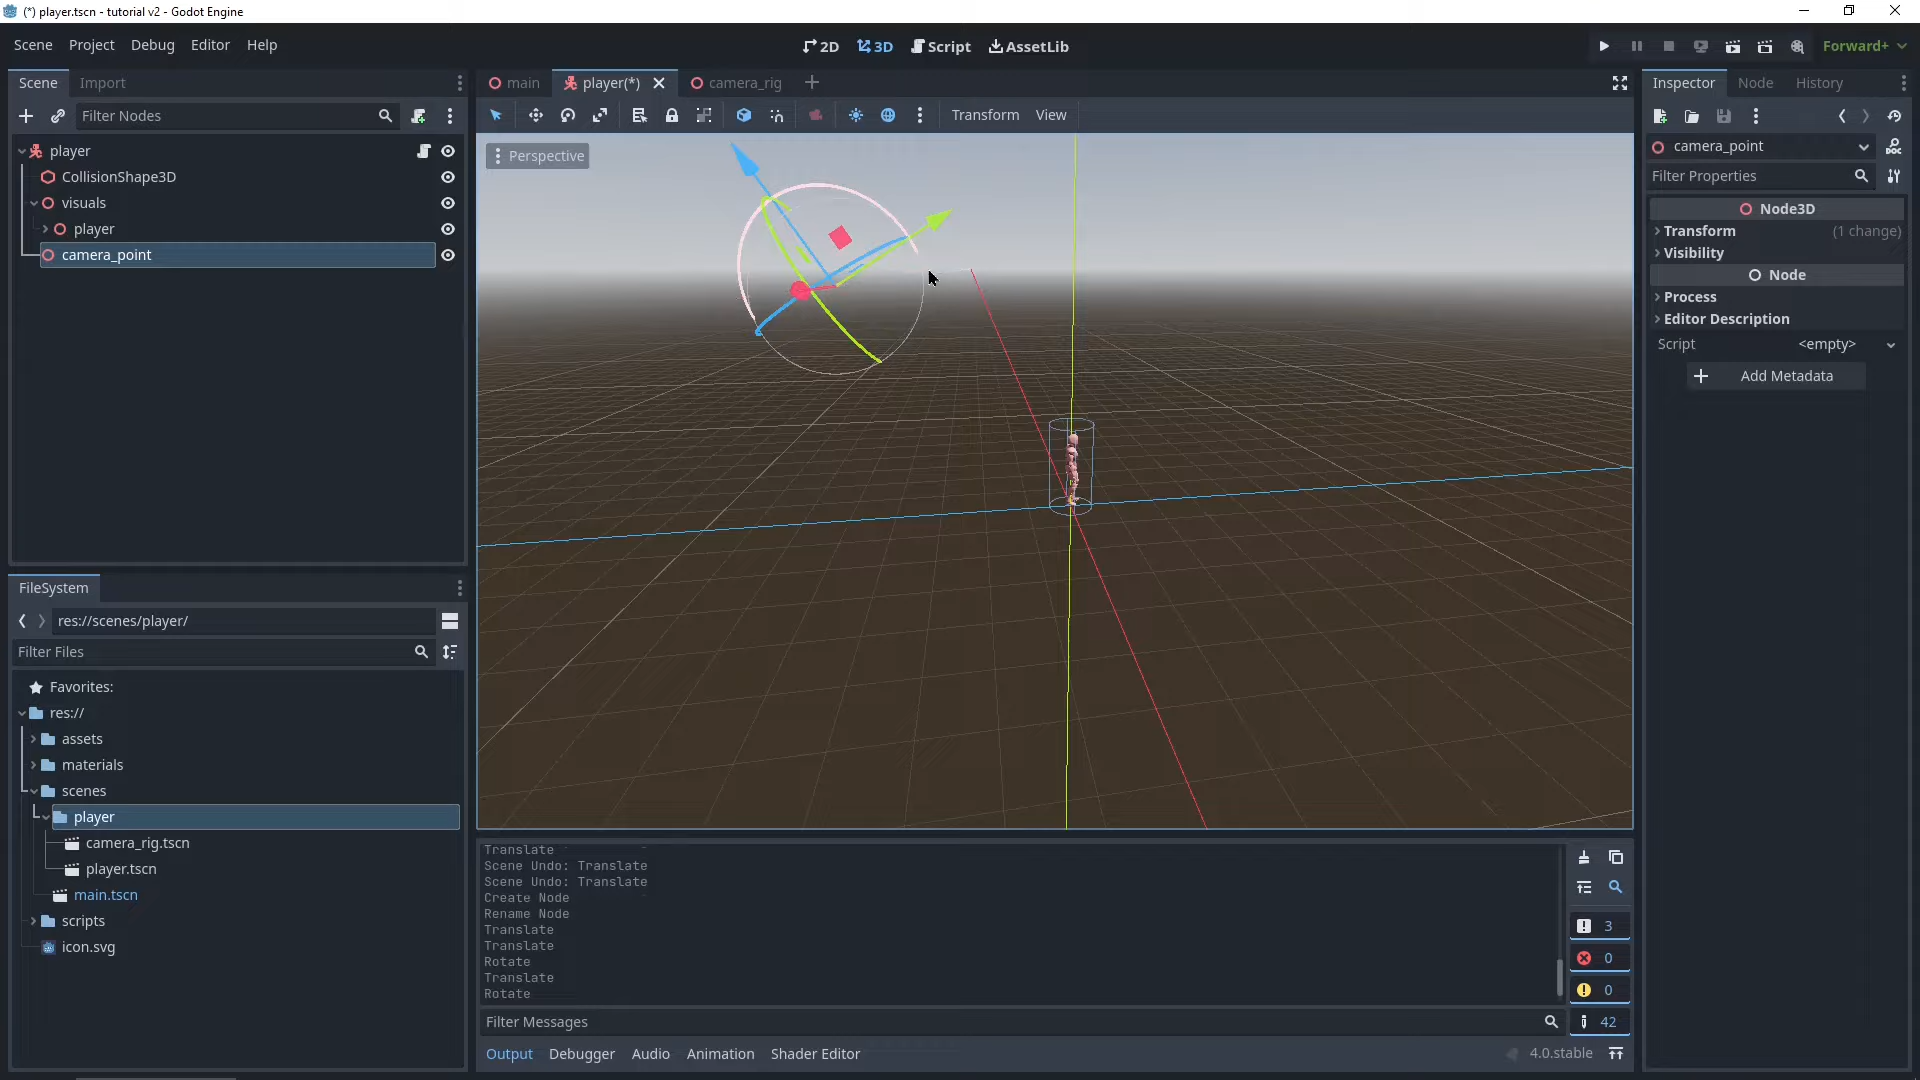 (*) player.tscn - tutorial v2 - Godot Engine
Scene Project Debug Editor Help
2D 3D Script AssetLib
Forward+
Scene Import
Filter Nodes
player
CollisionShape3D
visuals
player
camera_point
main player(*) camera_rig
Transform View
Perspective
Inspector Node History
camera_point
Filter Properties
Node3D
Transform (1 change)
Visibility
Node
Process
Editor Description
Script <empty>
Add Metadata
FileSystem
res://scenes/player/
Filter Files
Favorites:
res://
assets
materials
scenes
player
camera_rig.tscn
player.tscn
main.tscn
scripts
icon.svg
Translate
Scene Undo: Translate
Scene Undo: Translate
Create Node
Rename Node
Translate
Translate
Rotate
Translate
Rotate
3
0
0
42
Filter Messages
Output Debugger Audio Animation Shader Editor
4.0.stable